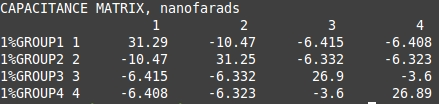 CAPACITANCE MATRIX, nanofarads
1 2 3 4
1%GROUP1 1 31.29 -10.47 -6.415 -6.408
1%GROUP2 2 -10.47 31.25 -6.332 -6.323
1%GROUP3 3 -6.415 -6.332 26.9 -3.6
1%GROUP4 4 -6.408 -6.323 -3.6 26.89